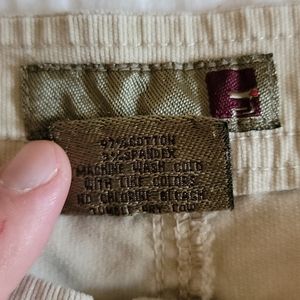 97% COTTON
3% SPANDEX
MACHINE WASH COLD
WITH LIKE COLORS
NO CHLORINE BLEACH
TUMBLE DRY LOW